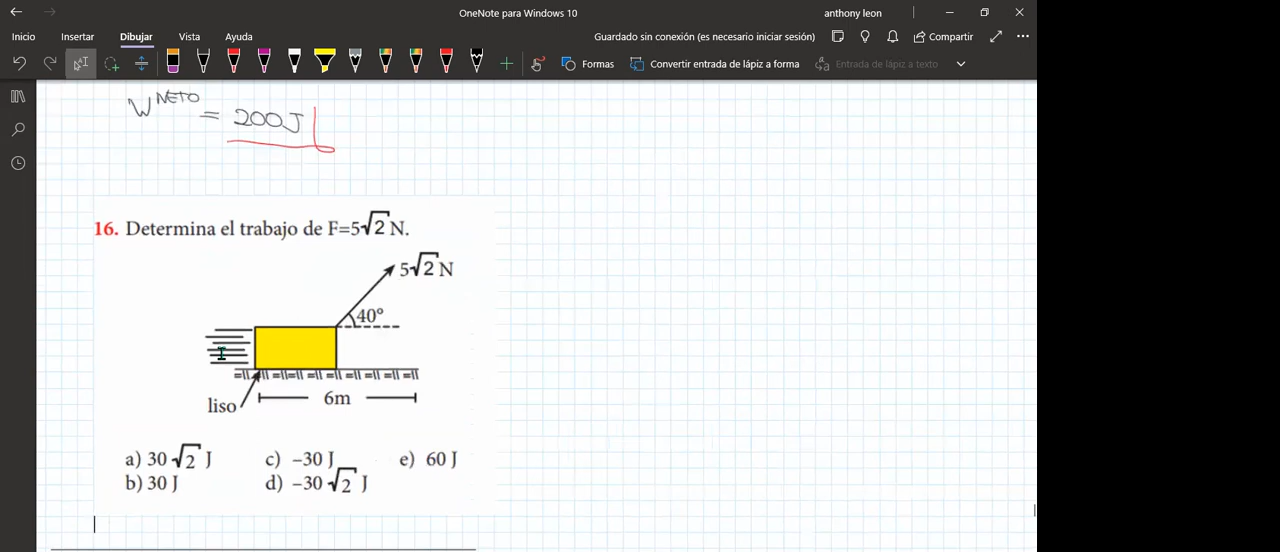 OneNote para Windows 10
anthony leon
Inicio
Insertar
Dibujar
Vista
Ayuda
Guardado sin conexión (es necesario iniciar sesión)
Compartir
Formas
Convertir entrada de lápiz a forma
Entrada de lápiz a texto
W NETO = 200J
16. Determina el trabajo de F=5√2 N.
5√2 N
40°
liso
6m
a) 30√2 J
c) –30 J
e) 60 J
b) 30 J
d) –30√2 J